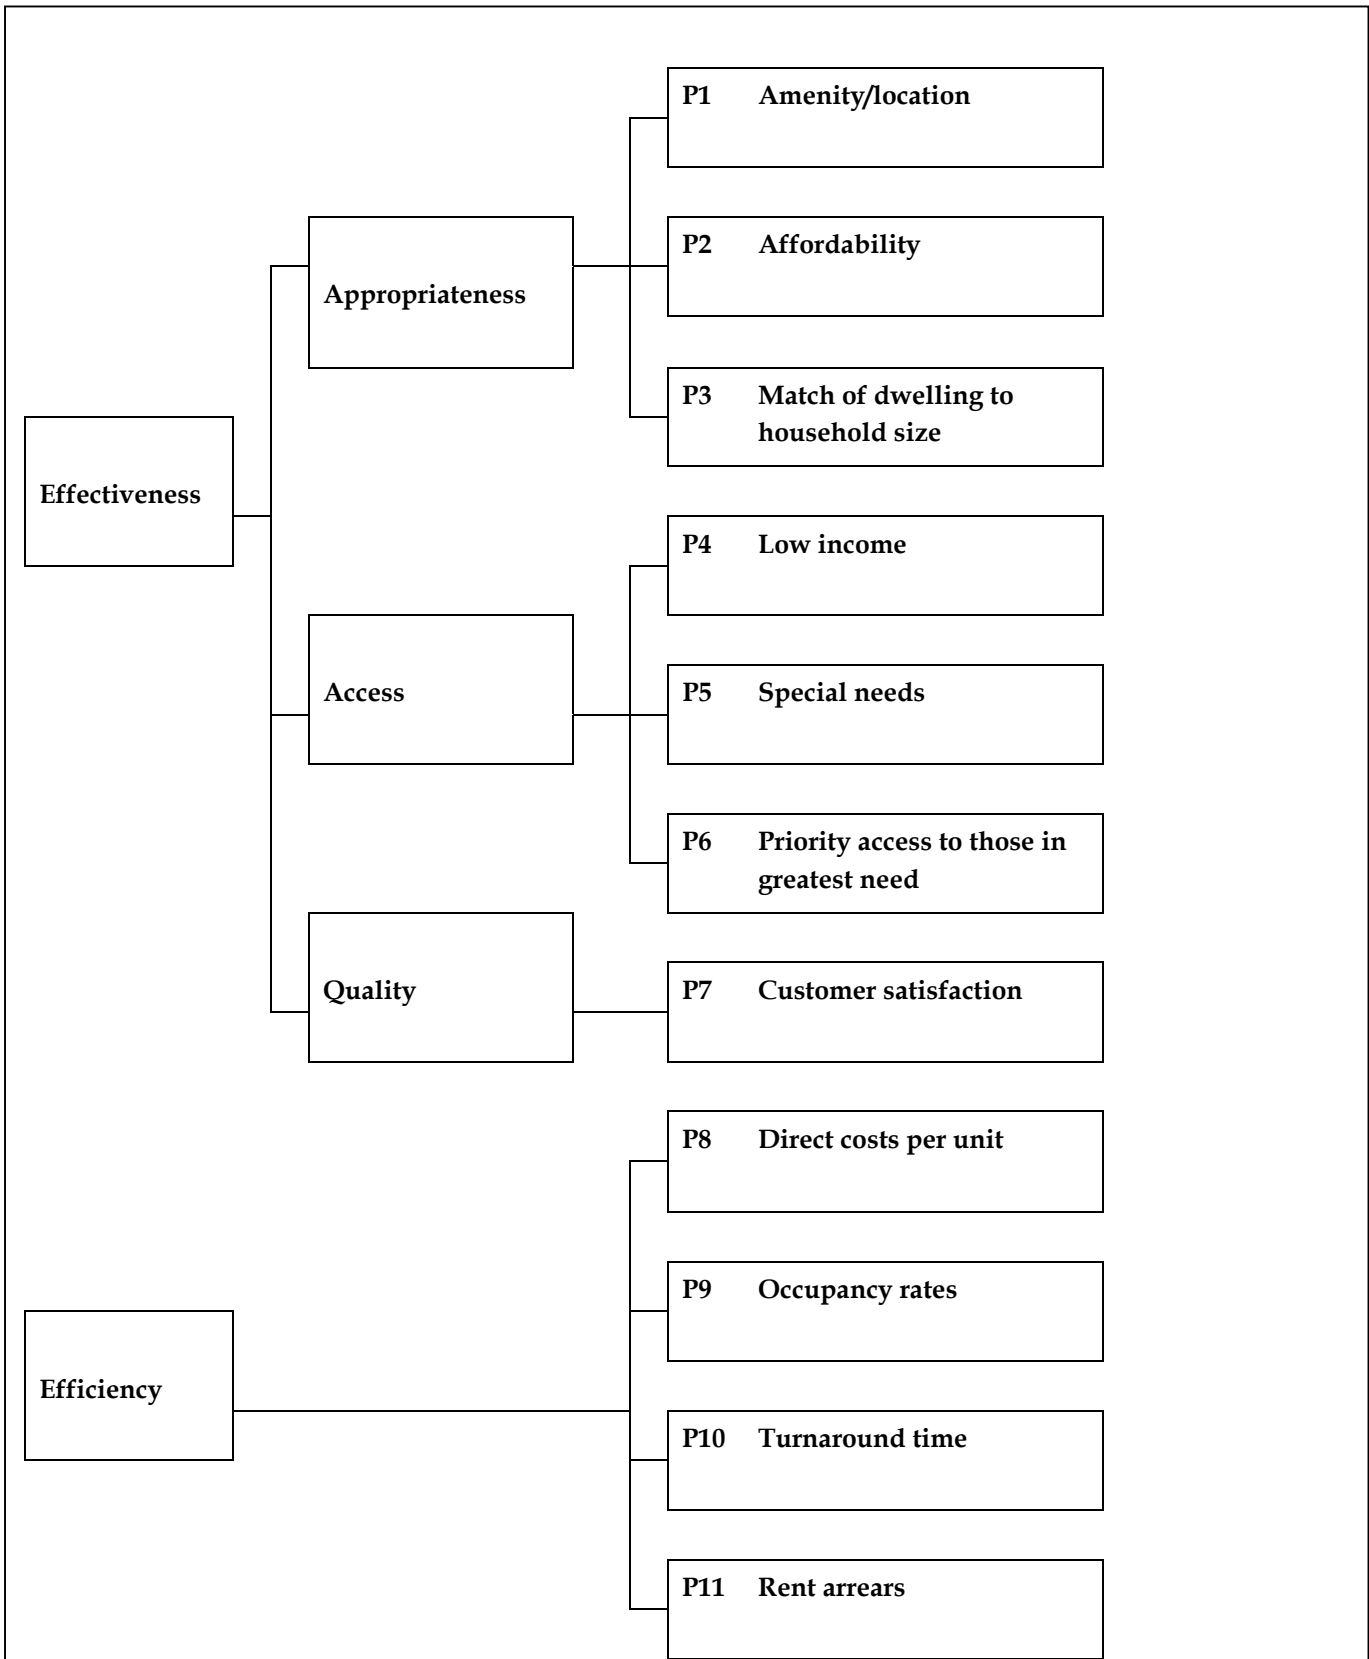 P1 Amenity/location
P2 Affordability
Appropriateness
P3 Match of dwelling to
household size
Effectiveness
P4 Low income
Access
P5 Special needs
P6 Priority access to those in
greatest need
Quality
P7 Customer satisfaction
P8 Direct costs per unit
P9 Occupancy rates
Efficiency
P10 Turnaround time
P11 Rent arrears